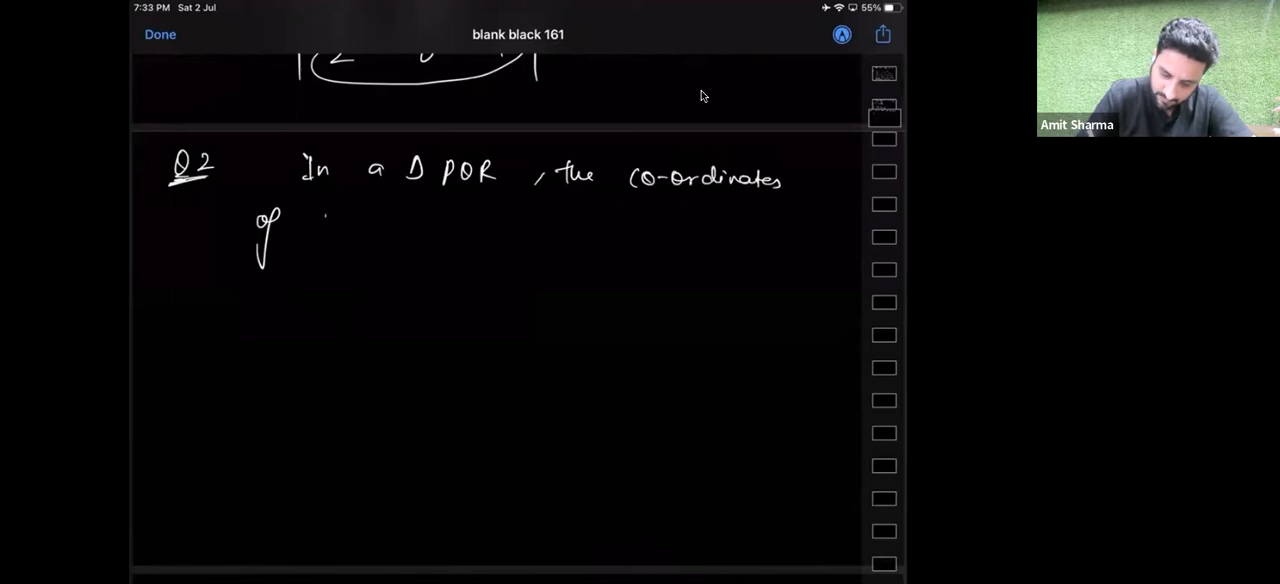 7:33 PM Sat 2 Jul
55%
Done
blank black 161
Amit Sharma
Q2 In a Δ PQR, the co-ordinates
of